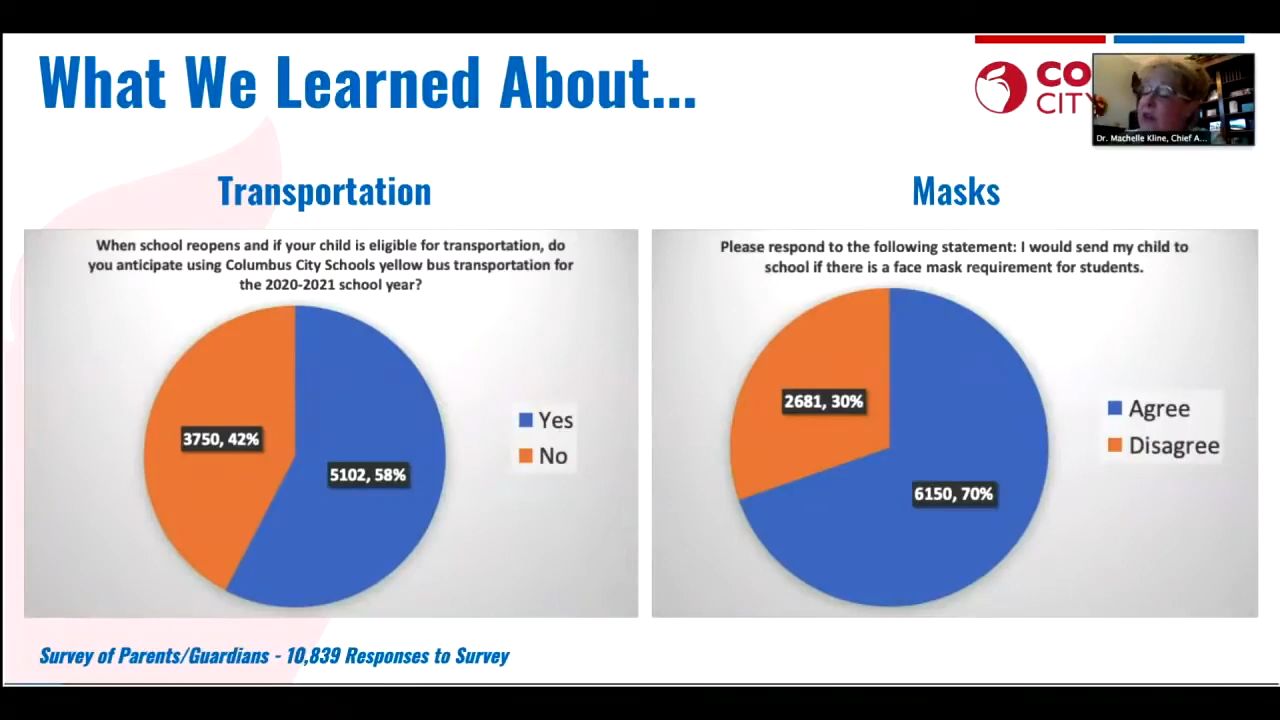 What We Learned About...
CO
CITY
Dr. Machelle Kline, Chief A...
Transportation
Masks
When school reopens and if your child is eligible for transportation, do
you anticipate using Columbus City Schools yellow bus transportation for
the 2020-2021 school year?
3750, 42%
5102, 58%
Yes
No
Please respond to the following statement: I would send my child to
school if there is a face mask requirement for students.
2681, 30%
6150, 70%
Agree
Disagree
Survey of Parents/Guardians - 10,839 Responses to Survey